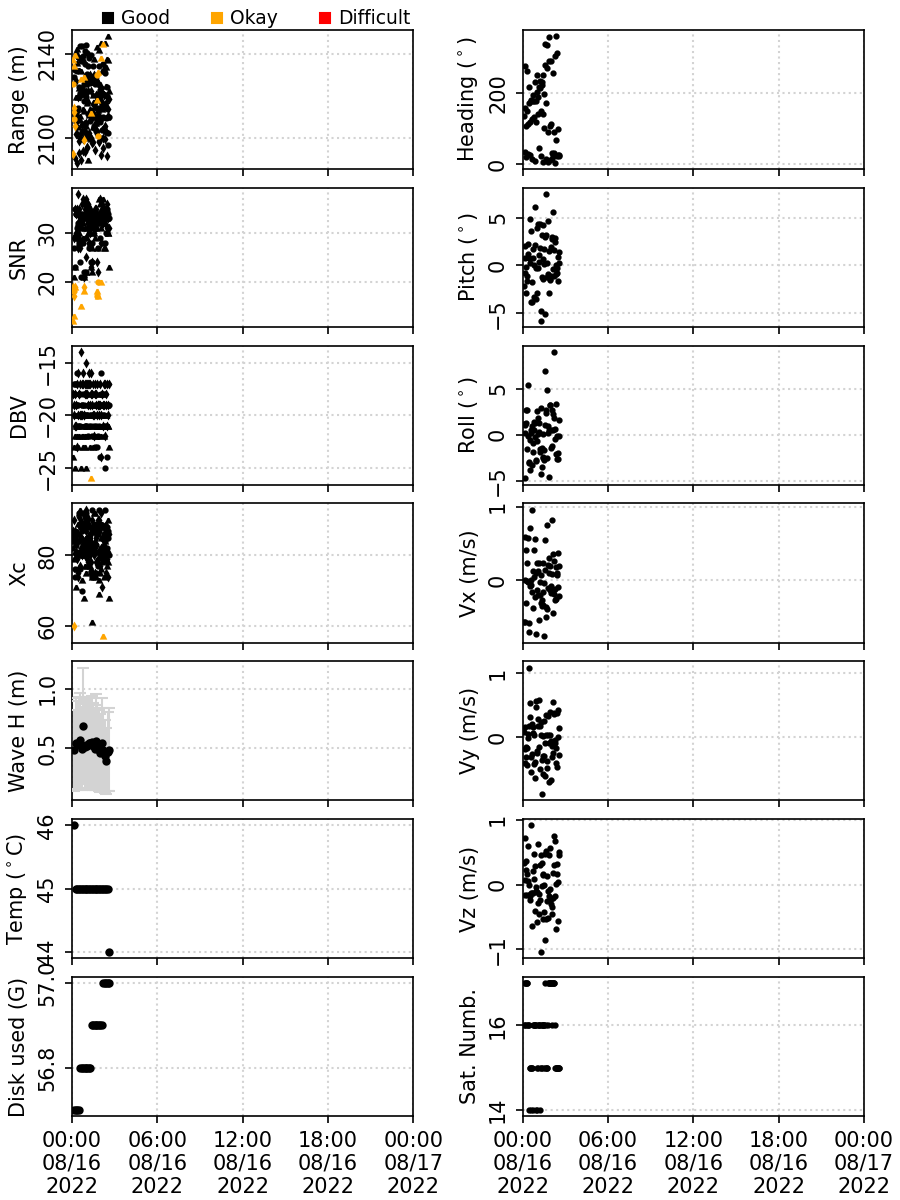 Good Okay Difficult
Range (m)
2140
2100
Heading (°)
200
0
SNR
30
20
Pitch (°)
5
0
−5
DBV
−15
−20
−25
Roll (°)
5
0
−5
Xc
80
60
Vx (m/s)
1
0
Wave H (m)
1.0
0.5
Vy (m/s)
1
0
Temp (°C)
46
45
44
Vz (m/s)
1
0
−1
Disk used (G)
57.0
56.8
Sat. Numb.
16
14
00:00 06:00 12:00 18:00 00:00 00:00 06:00 12:00 18:00 00:00
08/16 08/16 08/16 08/16 08/17 08/16 08/16 08/16 08/16 08/17
2022 2022 2022 2022 2022 2022 2022 2022 2022 2022